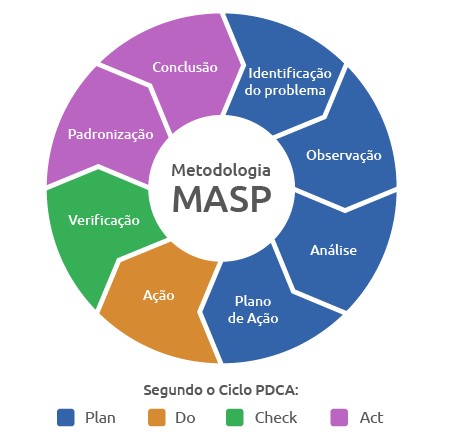 Metodologia
MASP
Identificação
do problema
Observação
Análise
Plano
de Ação
Ação
Verificação
Padronização
Conclusão
Segundo o Ciclo PDCA:
Plan
Do
Check
Act